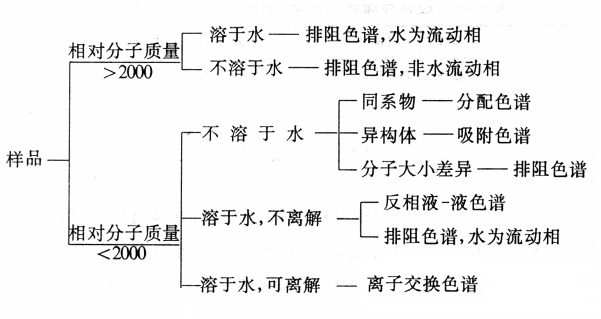 样品
相对分子质量
>2000
溶于水
排阻色谱,水为流动相
不溶于水
排阻色谱,非水流动相
相对分子质量
<2000
不溶于水
同系物
分配色谱
异构体
吸附色谱
分子大小差异
排阻色谱
溶于水,不离解
反相液-液色谱
排阻色谱,水为流动相
溶于水,可离解
离子交换色谱